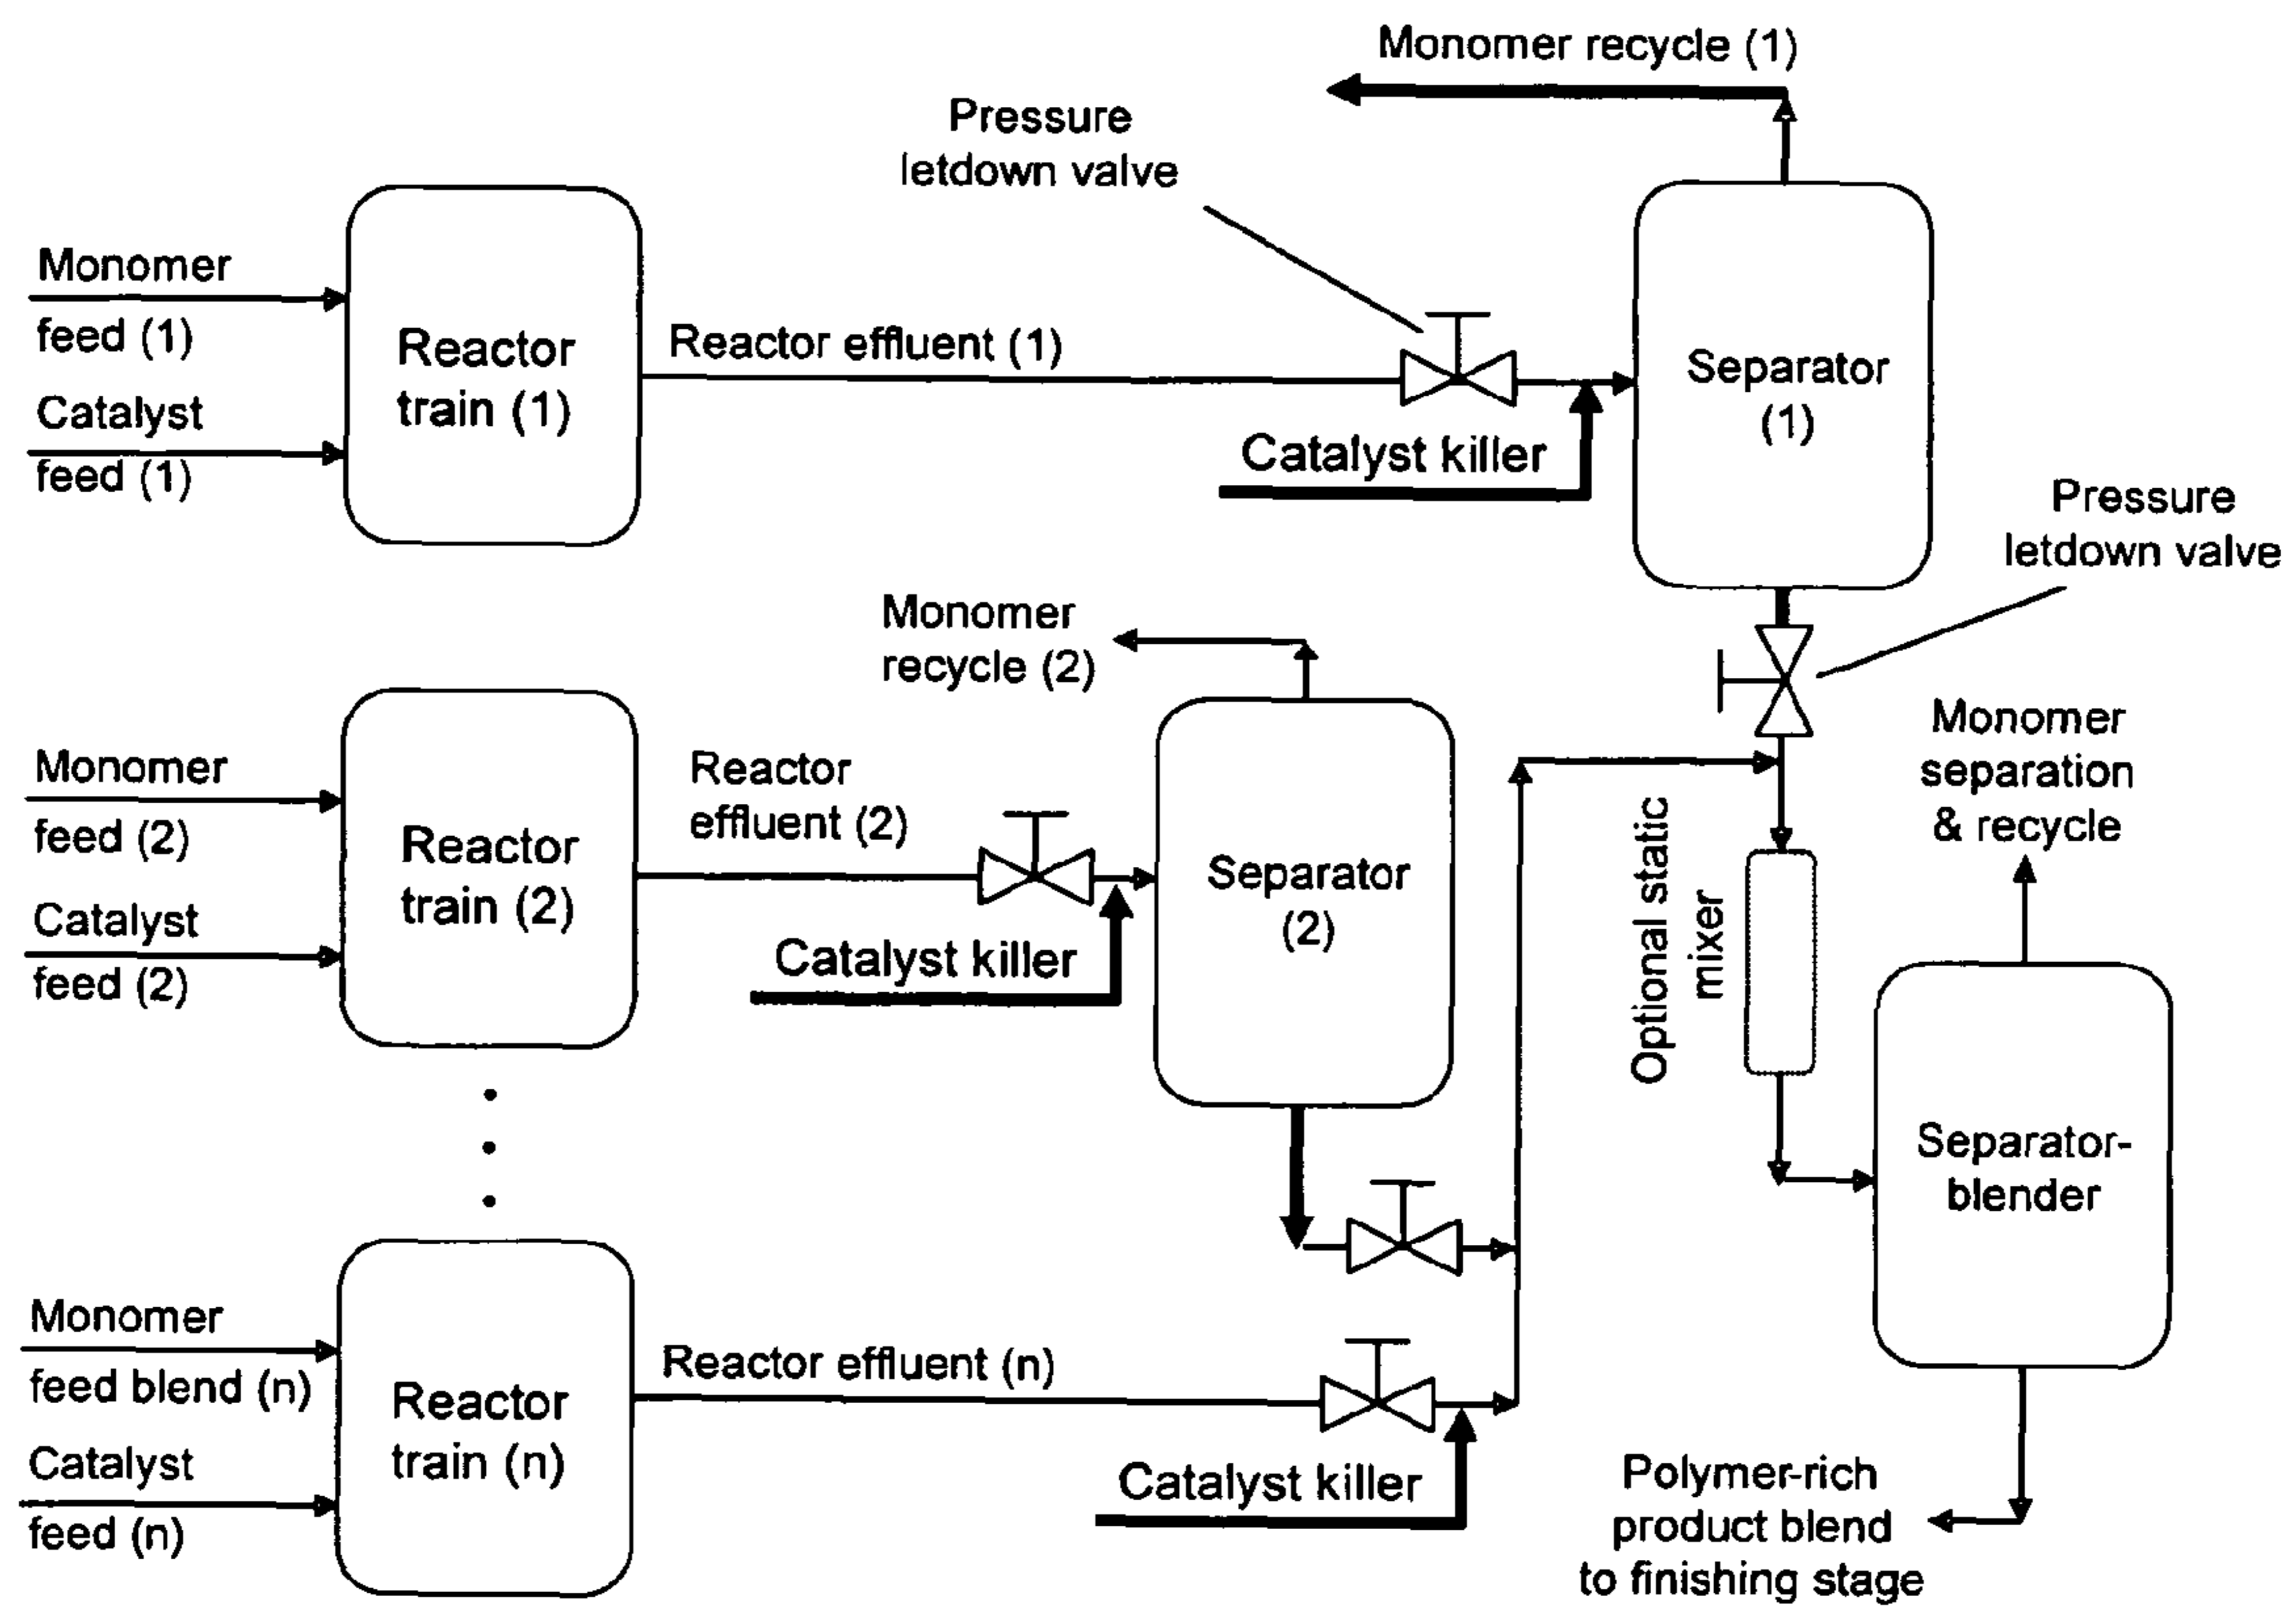 Monomer recycle (1)
Pressure
letdown valve
Monomer
feed (1)
Catalyst
feed (1)
Reactor
train (1)
Reactor effluent (1)
Catalyst killer
Separator
(1)
Pressure
letdown valve
Monomer
recycle (2)
Monomer
feed (2)
Catalyst
feed (2)
Reactor
train (2)
Reactor
effluent (2)
Catalyst killer
Separator
(2)
Optional static
mixer
Monomer
separation
& recycle
Separator-
blender
Monomer
feed blend (n)
Catalyst
feed (n)
Reactor
train (n)
Reactor effluent (n)
Catalyst killer
Polymer-rich
product blend
to finishing stage